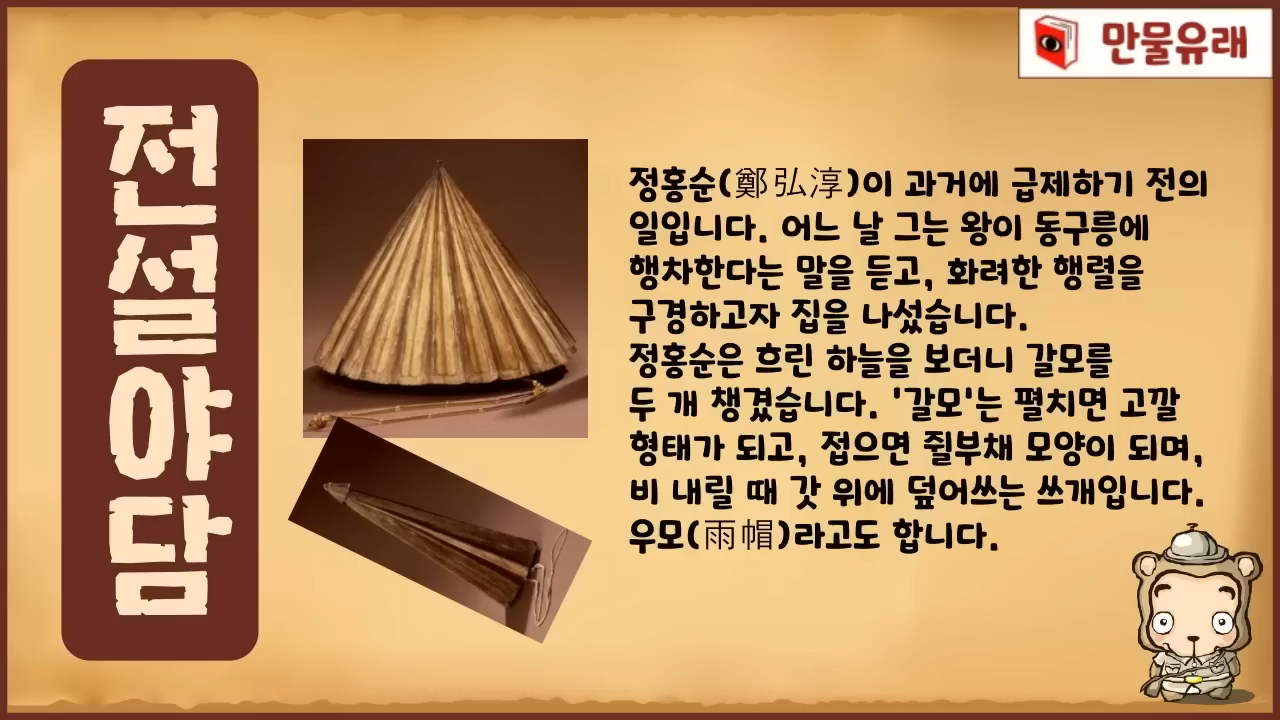 만물유래
전설야담
정홍순(鄭弘淳)이 과거에 급제하기 전의
일입니다. 어느 날 그는 왕이 동구릉에
행차한다는 말을 듣고, 화려한 행렬을
구경하고자 집을 나섰습니다.
정홍순은 흐린 하늘을 보더니 갈모를
두 개 챙겼습니다. '갈모'는 펼치면 고깔
형태가 되고, 접으면 쥘부채 모양이 되며,
비 내릴 때 갓 위에 덮어쓰는 쓰개입니다.
우모(雨帽)라고도 합니다.